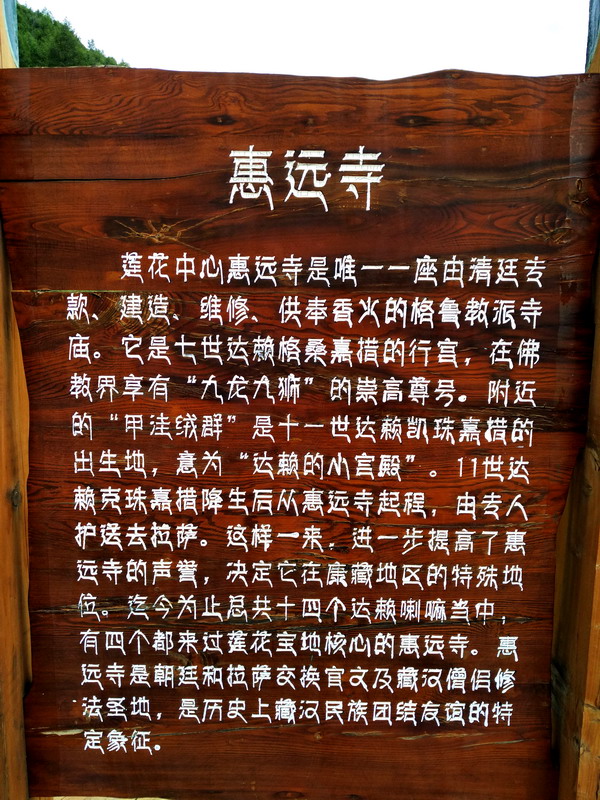 惠远寺
莲花中心惠远寺是唯一一座由清廷专
款、建造、维修、供奉香火的格鲁教派寺
庙。它是七世达赖格桑嘉措的行宫，在佛
教界享有“九龙九狮”的崇高尊号。附近
的“甲洼绒群”是十一世达赖凯珠嘉措的
出生地，意为“达赖的小宫殿”。11世达
赖克珠嘉措降生后从惠远寺起程，由专人
护送去拉萨。这样一来，进一步提高了惠
远寺的声誉，决定它在康藏地区的特殊地
位。迄今为止总共十四个达赖喇嘛当中，
有四个都来过莲花宝地核心的惠远寺。惠
远寺是朝廷和拉萨交换官文及藏汉僧侣修
法圣地，是历史上藏汉民族团结友谊的特
定象征。